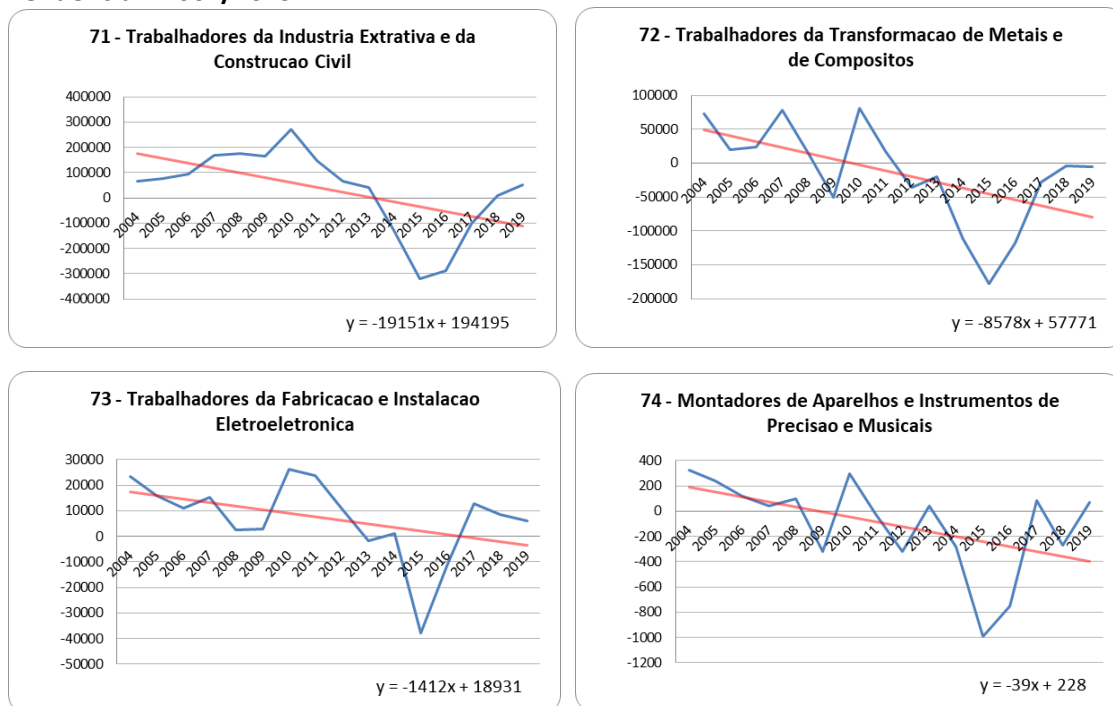 71 - Trabalhadores da Industria Extrativa e da
Construcao Civil
400000
300000
200000
100000
0
-100000
-200000
-300000
-400000
2004 2005 2006 2007 2008 2009 2010 2011 2012 2013 2014 2015 2016 2017 2018 2019
y = -19151x + 194195
72 - Trabalhadores da Transformacao de Metais e
de Compositos
100000
50000
0
-50000
-100000
-150000
-200000
2004 2005 2006 2007 2008 2009 2010 2011 2012 2013 2014 2015 2016 2017 2018 2019
y = -8578x + 57771
73 - Trabalhadores da Fabricacao e Instalacao
Eletroeletronica
30000
20000
10000
0
-10000
-20000
-30000
-40000
-50000
2004 2005 2006 2007 2008 2009 2010 2011 2012 2013 2014 2015 2016 2017 2018 2019
y = -1412x + 18931
74 - Montadores de Aparelhos e Instrumentos de
Precisao e Musicais
400
200
0
-200
-400
-600
-800
-1000
-1200
2004 2005 2006 2007 2008 2009 2010 2011 2012 2013 2014 2015 2016 2017 2018 2019
y = -39x + 228